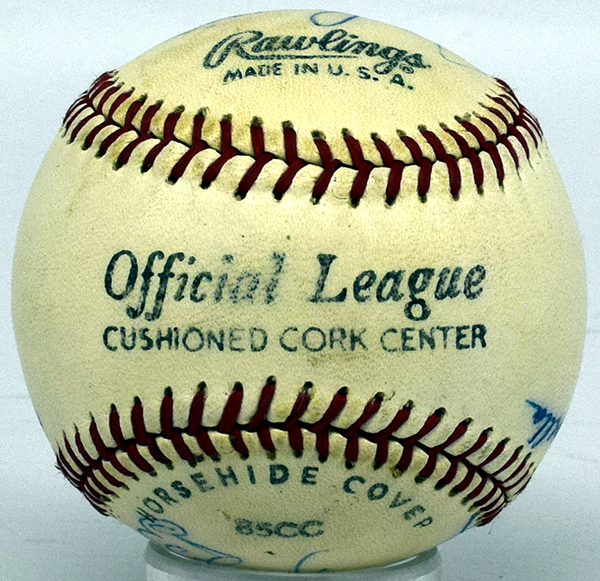 Rawlings®
MADE IN U.S.A.
Official League
CUSHIONED CORK CENTER
HORSEHIDE COVER
85CC